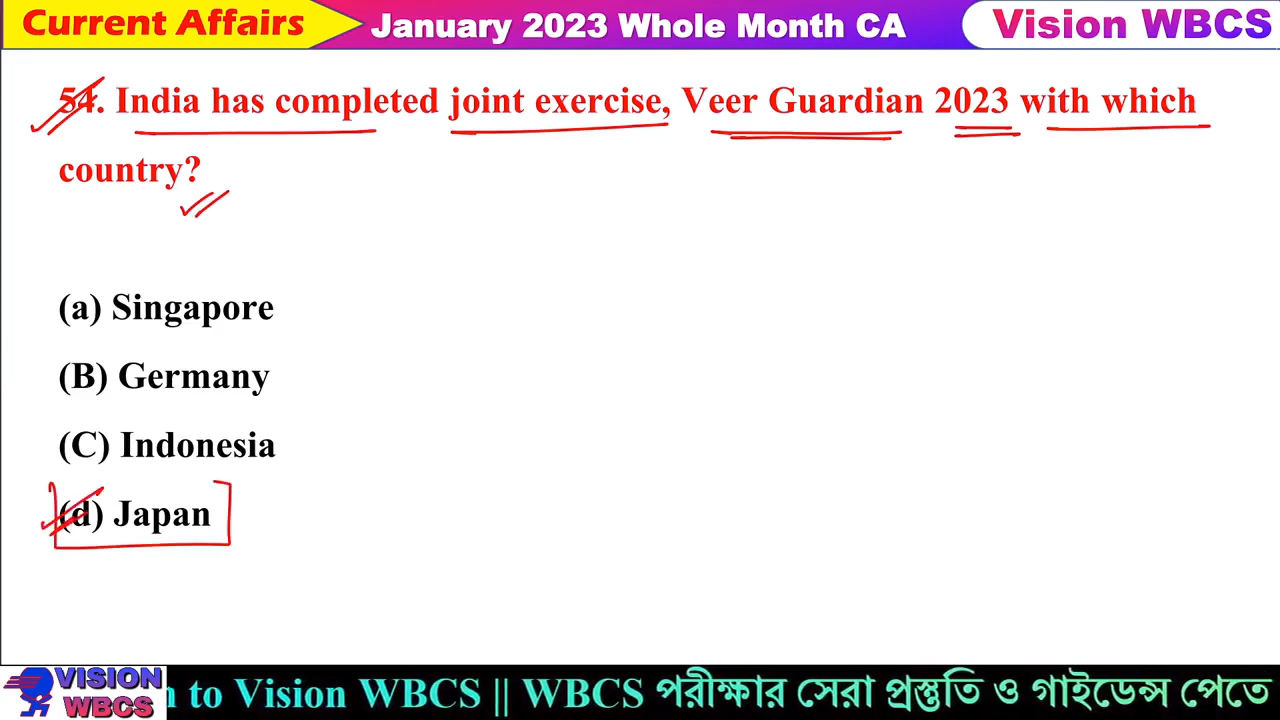 Current Affairs
January 2023 Whole Month CA
Vision WBCS
54. India has completed joint exercise, Veer Guardian 2023 with which
country?
(a) Singapore
(B) Germany
(C) Indonesia
(d) Japan
VISION
WBCS
to Vision WBCS || WBCS পরীক্ষার সেরা প্রস্তুতি ও গাইডেন্স পেতে